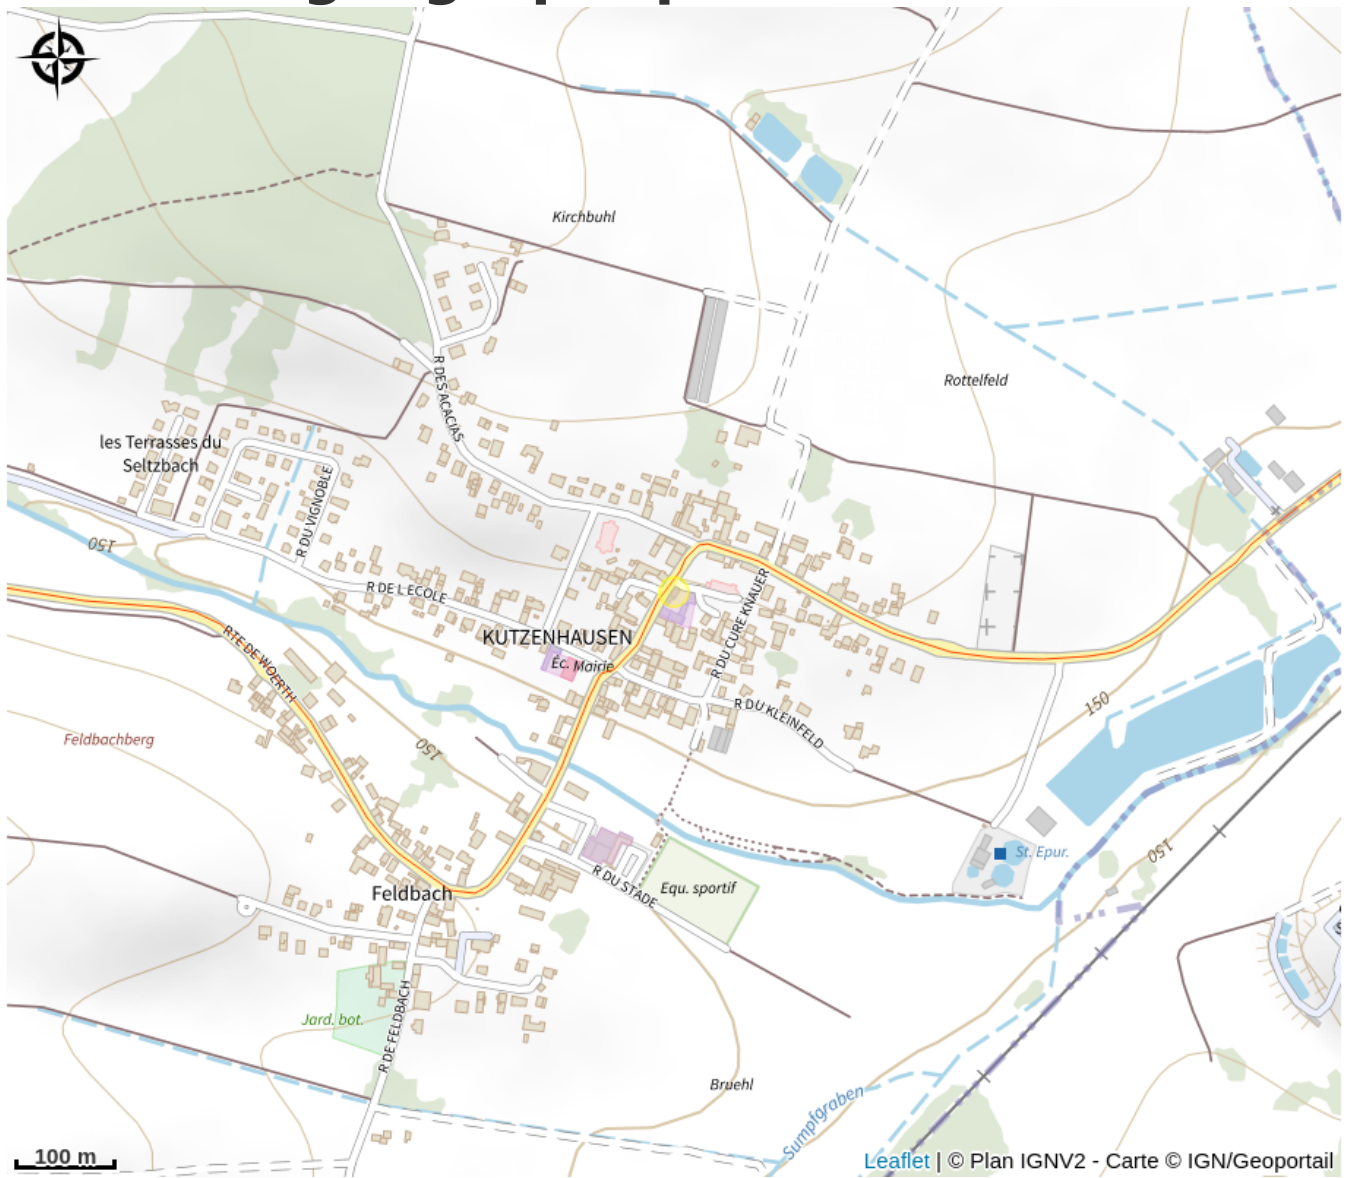 Kirchbuhl
Rottelfeld
R DES ACACIAS
les Terrasses du
Seltzbach
R DU VIGNOBLE
150
R DE L ECOLE
KUTZENHAUSEN
Éc. Mairie
R DU CURE KNAUER
RTE DE WOERTH
R DU KLEINFELD
150
Feldbachberg
150
150
St. Epur.
Feldbach
R DU STADE
Equ. sportif
Jard. bot.
R DE FELDBACH
Bruehl
Sumpfgraben
100 m
Leaflet | © Plan IGNV2 - Carte © IGN/Geoportail